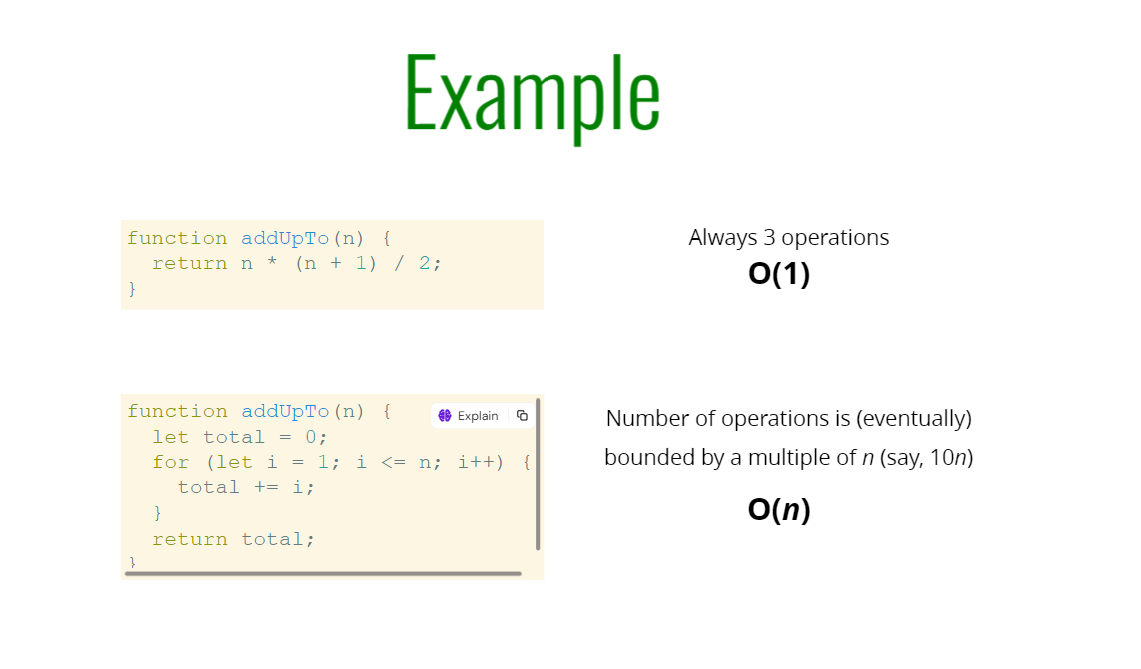 Example
function addUpTo(n) {
  return n * (n + 1) / 2;
}
Always 3 operations
O(1)
function addUpTo(n) {
  let total = 0;
  for (let i = 1; i <= n; i++) {
    total += i;
  }
  return total;
}
Explain
Number of operations is (eventually)
bounded by a multiple of n (say, 10n)
O(n)